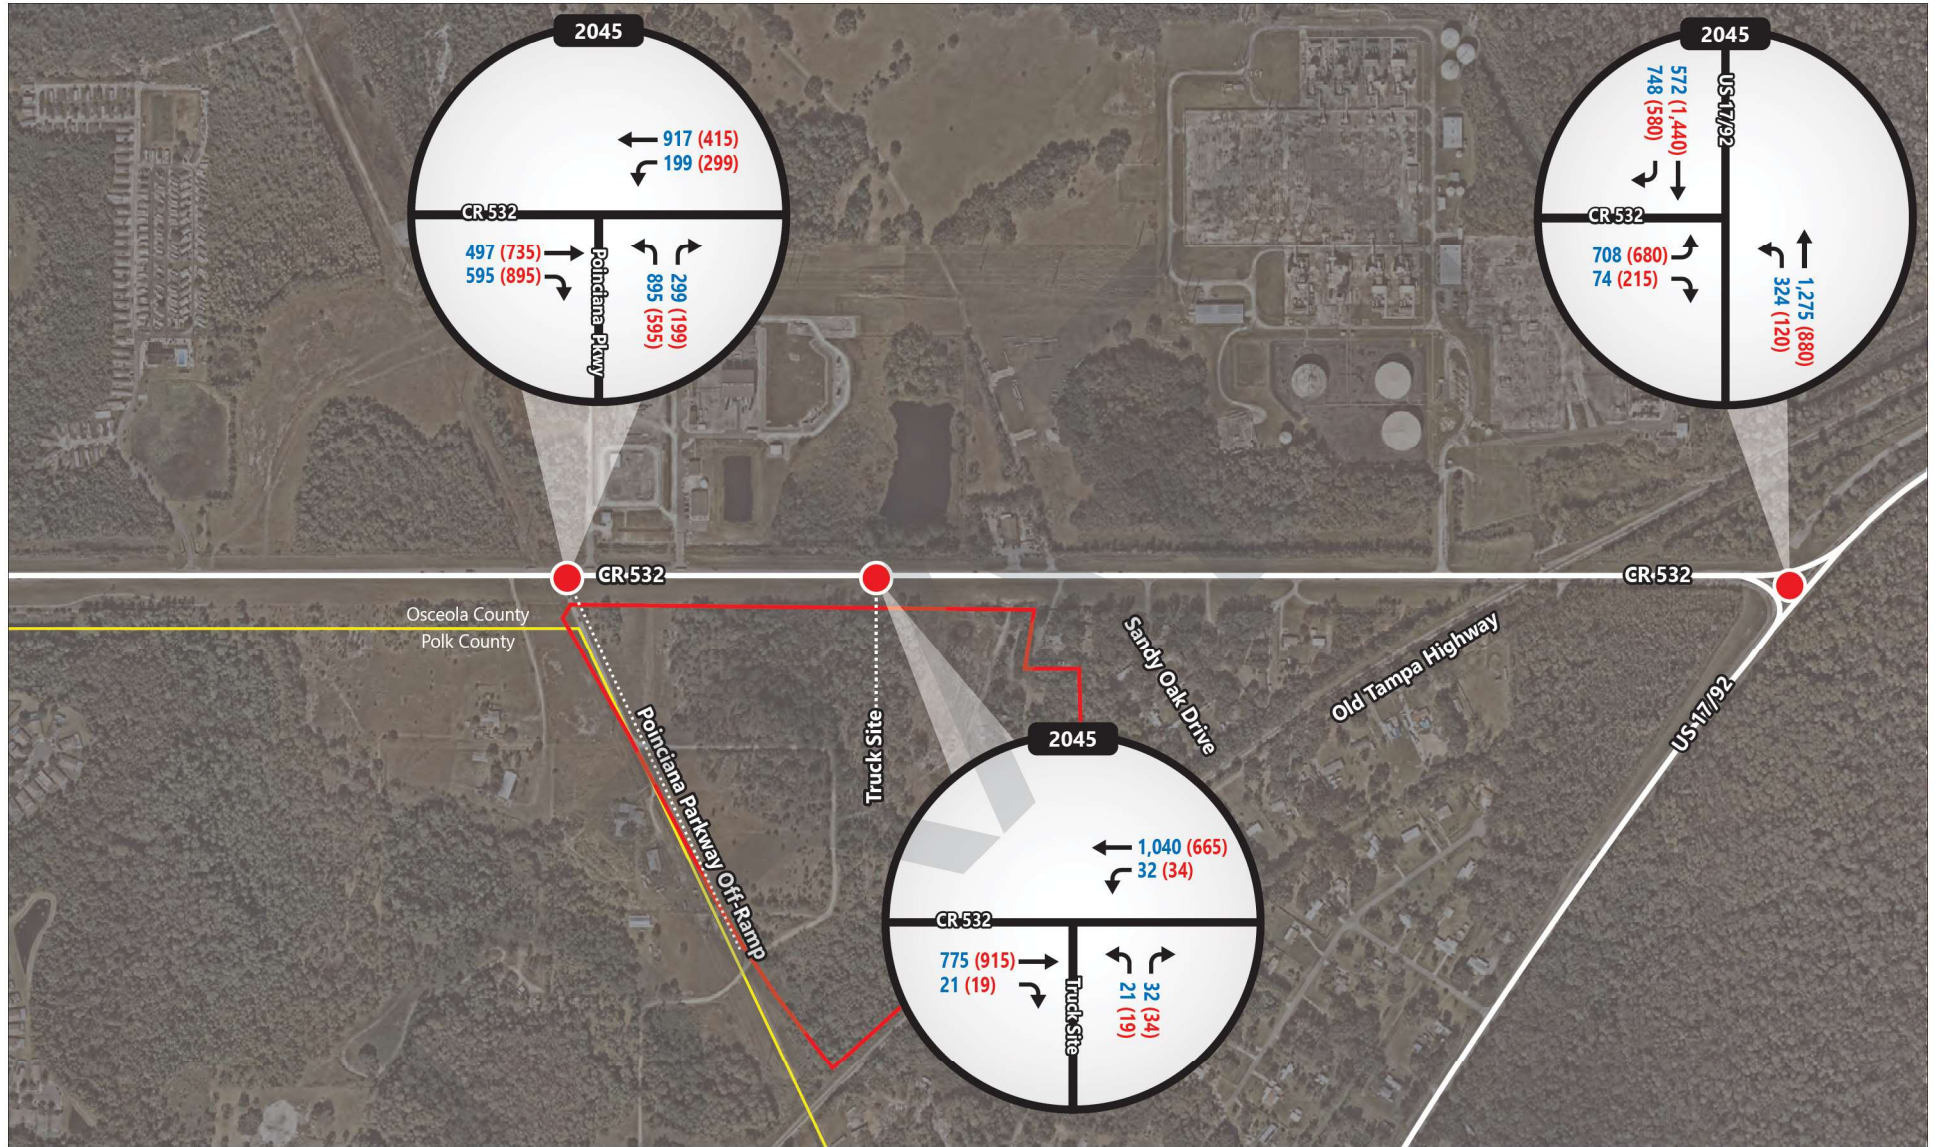 2045
917 (415)
199 (299)
CR 532
497 (735)
595 (895)
Poinciana Pkwy
895 (595)
299 (199)
2045
US 17/92
572 (1,440)
748 (580)
CR 532
708 (680)
74 (215)
1,275 (880)
324 (120)
CR 532
CR 532
Osceola County
Polk County
Poinciana Parkway Off-Ramp
Truck Site
Sandy Oak Drive
Old Tampa Highway
US 17/92
2045
1,040 (665)
32 (34)
CR 532
775 (915)
21 (19)
Truck Site
21 (19)
32 (34)